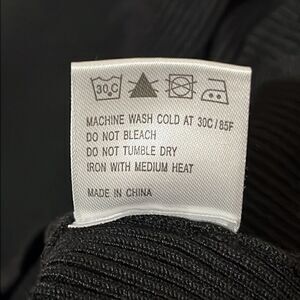 30C
MACHINE WASH COLD AT 30C/85F
DO NOT BLEACH
DO NOT TUMBLE DRY
IRON WITH MEDIUM HEAT
MADE IN CHINA